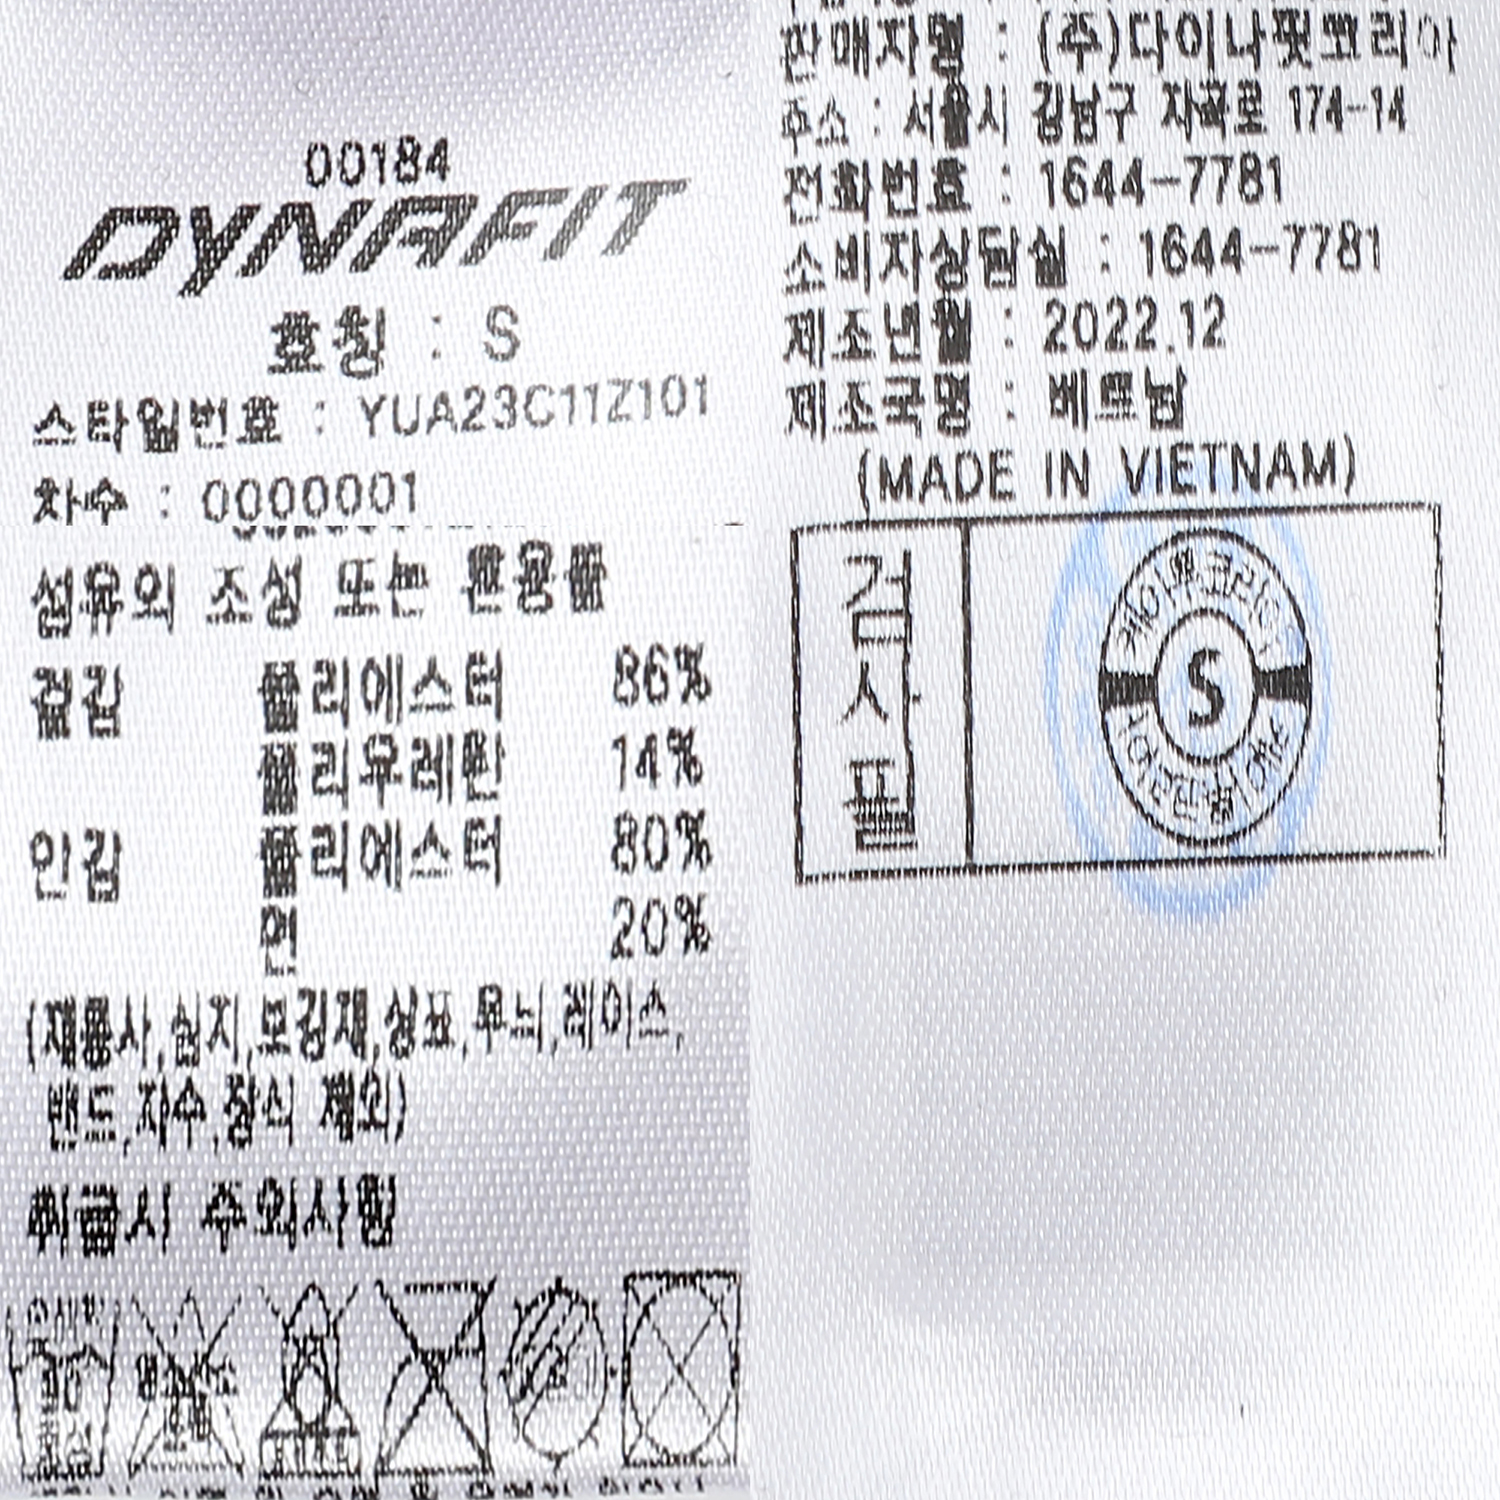 00184
DYNAFIT
호칭 : S
스타일번호 : YUA23C11Z101
차수 : 0000001
섬유의 조성 또는 혼용률
겉감 폴리에스터 86%
폴리우레탄 14%
안감 폴리에스터 80%
면 20%
(재봉사,심지,보강재,상표,무늬,레이스,
밴드,자수,장식 제외)
취급시 주의사항
손세탁
30
중성
판매자명 : (주)다이나핏코리아
주소 : 서울시 강남구 자곡로 174-14
전화번호 : 1644-7781
소비자상담실 : 1644-7781
제조년월 : 2022.12
제조국명 : 베트남
(MADE IN VIETNAM)
검사필
S